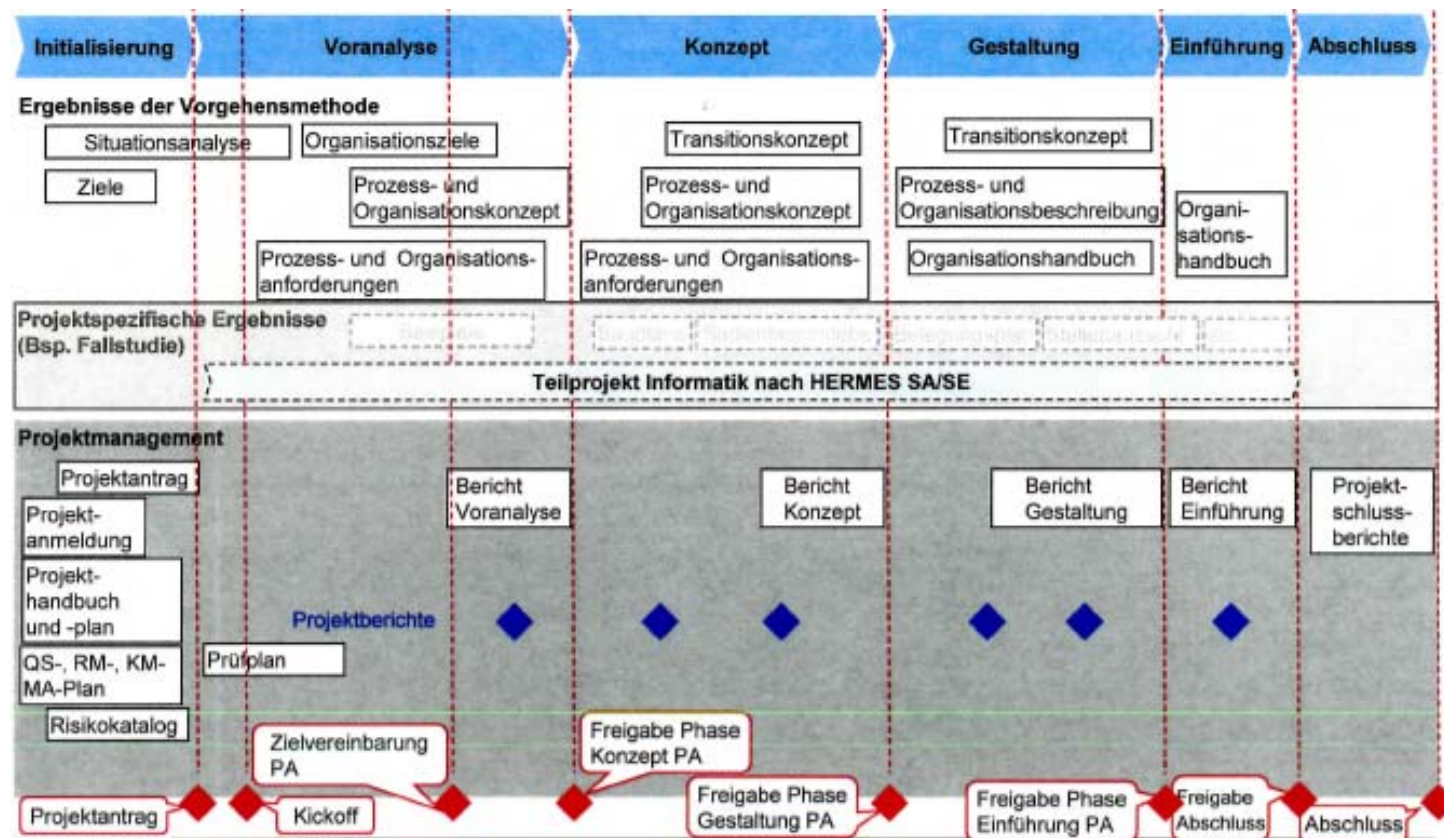 Initialisierung
Voranalyse
Konzept
Gestaltung
Einführung
Abschluss
Ergebnisse der Vorgehensmethode
Situationsanalyse
Organisationsziele
Transitionskonzept
Transitionskonzept
Ziele
Prozess- und
Organisationskonzept
Prozess- und
Organisationskonzept
Prozess- und
Organisationsbeschreibung
Organi-
sations-
handbuch
Prozess- und Organisations-
anforderungen
Prozess- und Organisations-
anforderungen
Organisationshandbuch
Projektspezifische Ergebnisse
(Bsp. Fallstudie)
Teilprojekt Informatik nach HERMES SA/SE
Projektmanagement
Projektantrag
Bericht
Voranalyse
Bericht
Konzept
Bericht
Gestaltung
Bericht
Einführung
Projekt-
schluss-
berichte
Projekt-
anmeldung
Projekt-
handbuch
und -plan
Projektberichte
QS-, RM-, KM-
MA-Plan
Prüfplan
Risikokatalog
Zielvereinbarung
PA
Freigabe Phase
Konzept PA
Projektantrag
Kickoff
Freigabe Phase
Gestaltung PA
Freigabe Phase
Einführung PA
Freigabe
Abschluss
Abschluss